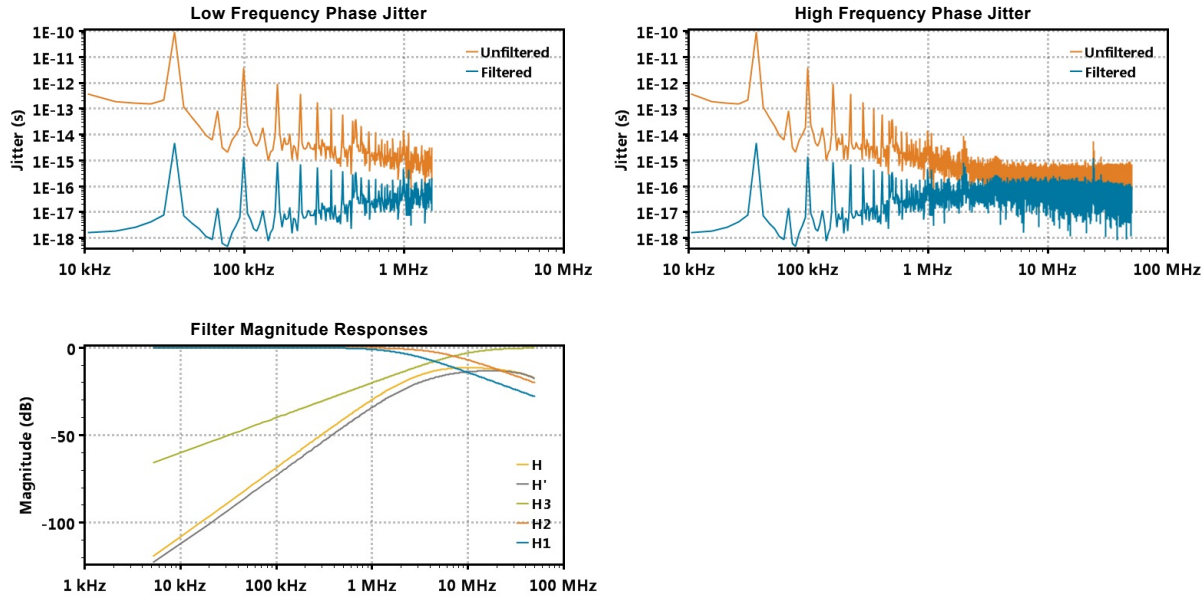 Low Frequency Phase Jitter
1E-10
1E-11
1E-12
1E-13
1E-14
1E-15
1E-16
1E-17
1E-18
Jitter (s)
Unfiltered
Filtered
10 kHz 100 kHz 1 MHz 10 MHz
High Frequency Phase Jitter
1E-10
1E-11
1E-12
1E-13
1E-14
1E-15
1E-16
1E-17
1E-18
Jitter (s)
Unfiltered
Filtered
10 kHz 100 kHz 1 MHz 10 MHz 100 MHz
Filter Magnitude Responses
0
-50
-100
Magnitude (dB)
H
H'
H3
H2
H1
1 kHz 10 kHz 100 kHz 1 MHz 10 MHz 100 MHz